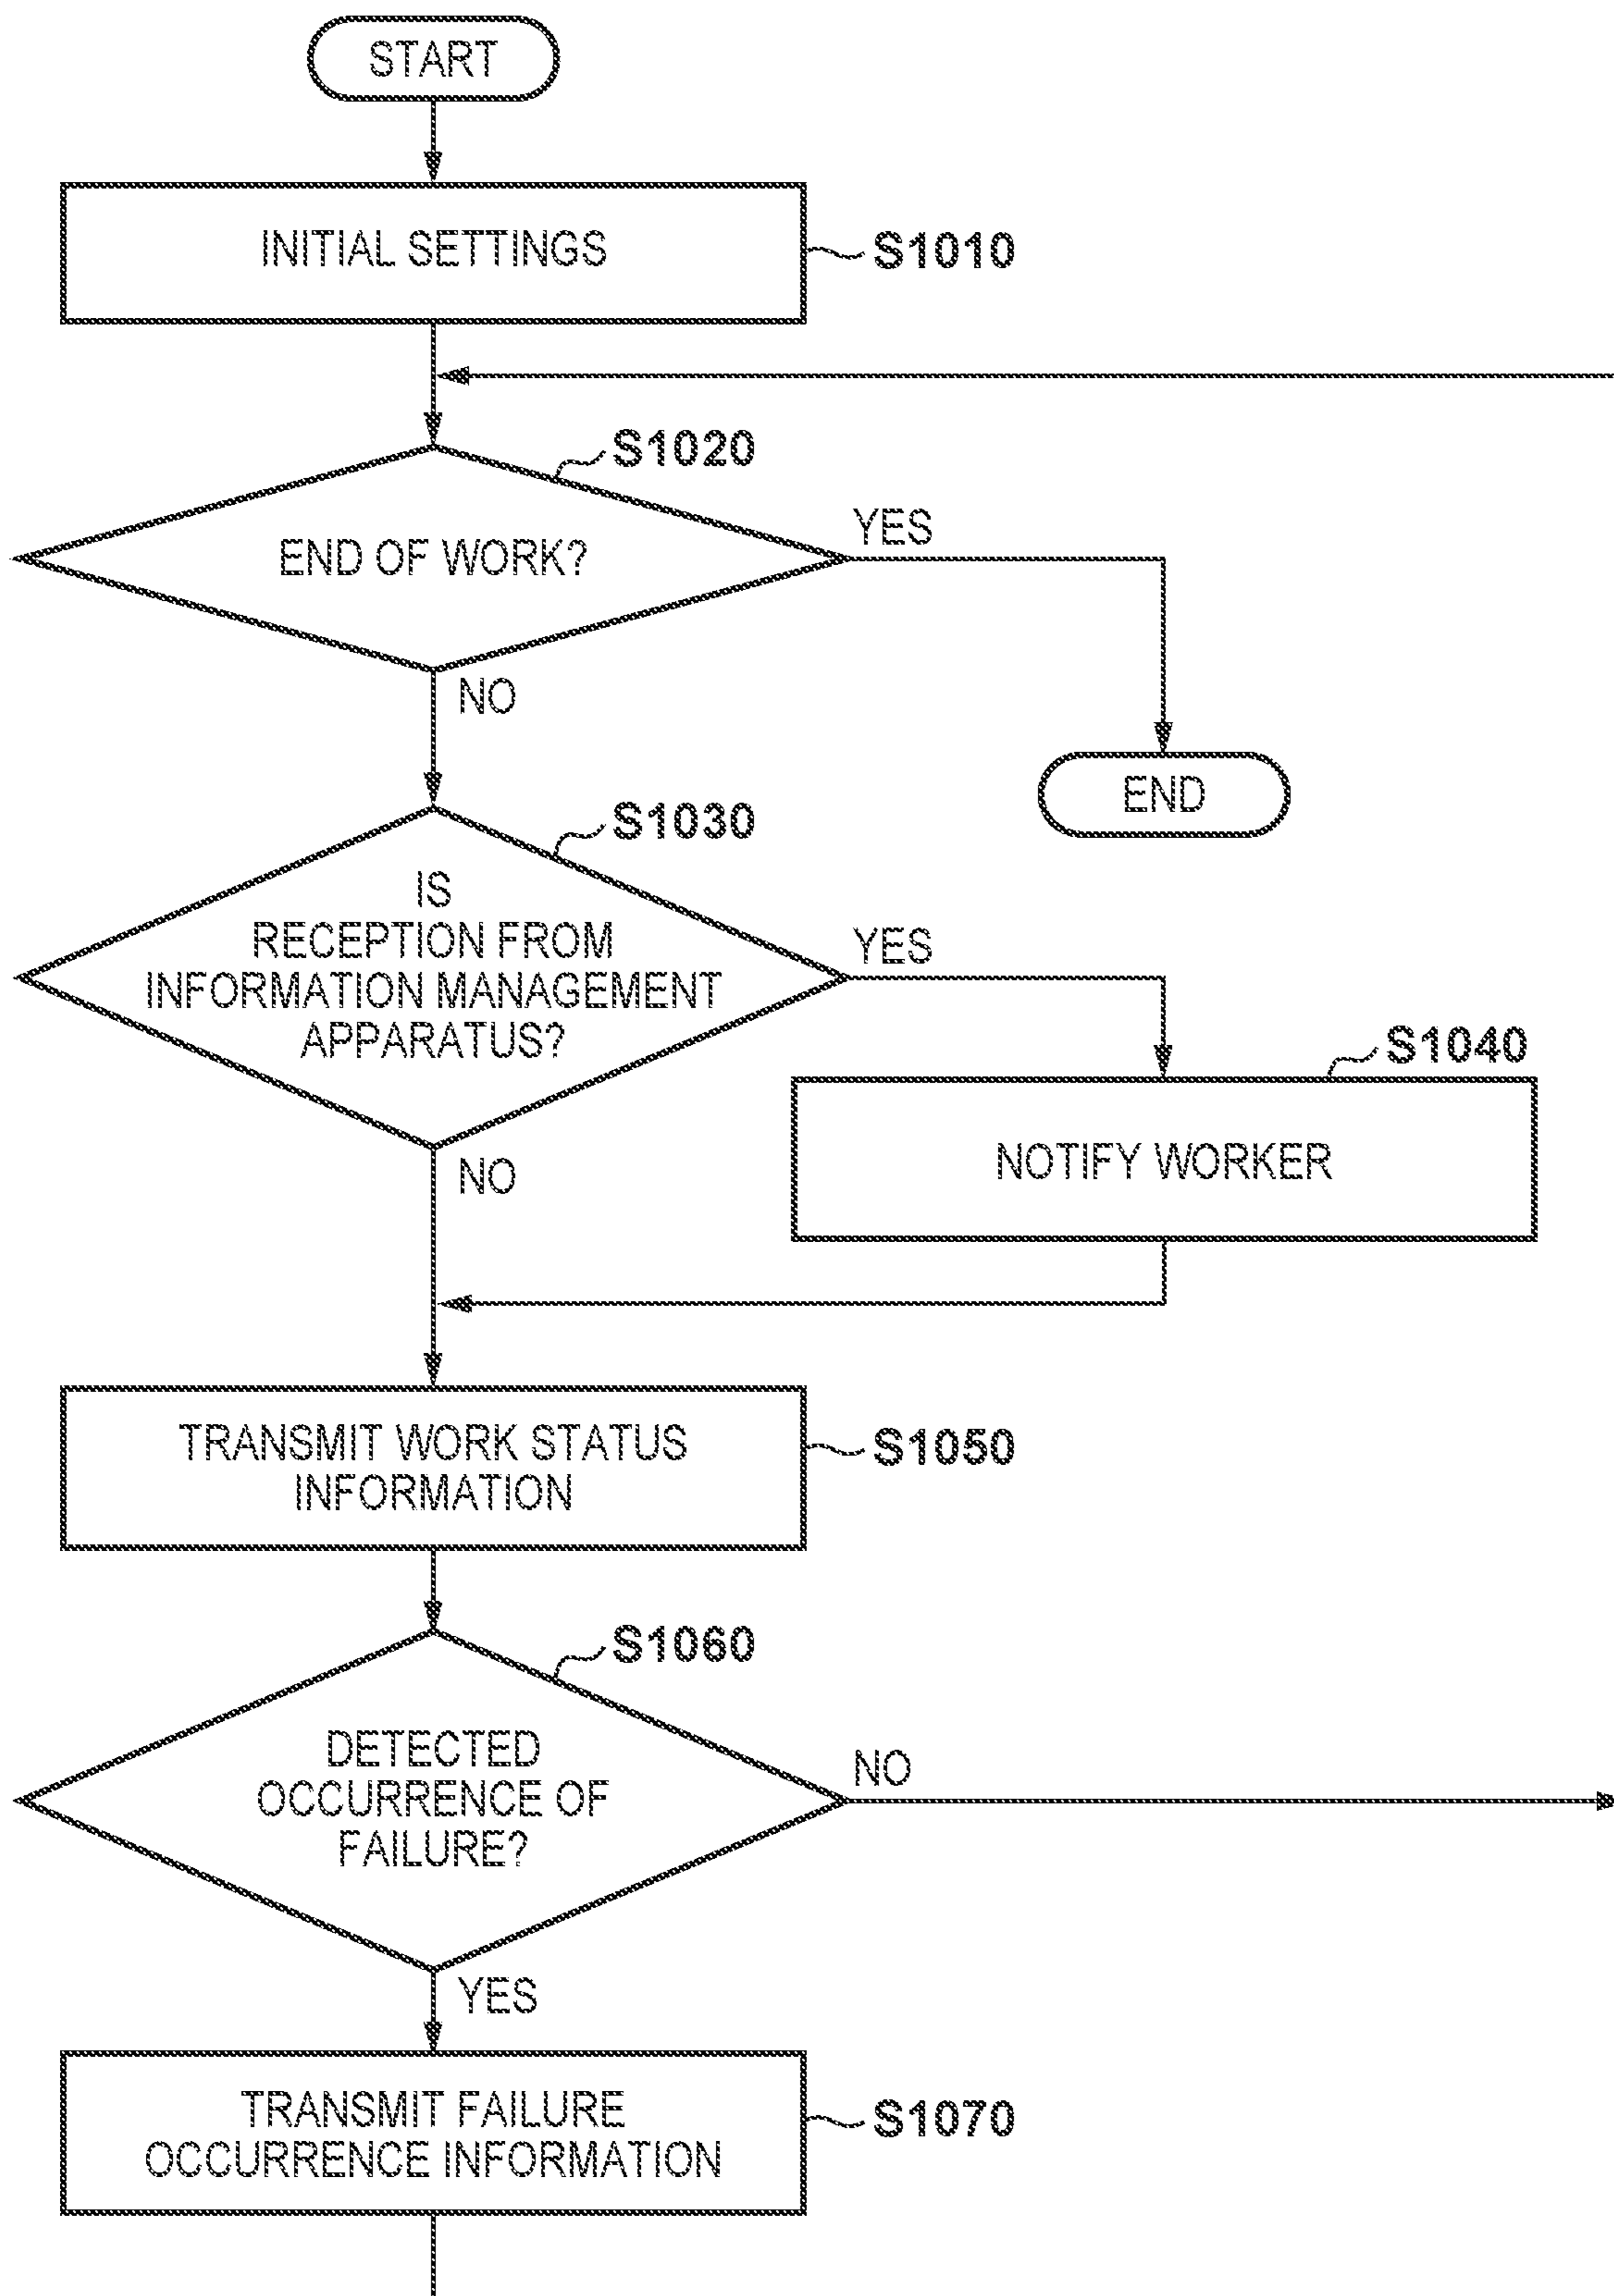 START
INITIAL SETTINGS
S1010
S1020
END OF WORK?
YES
NO
END
S1030
IS
RECEPTION FROM
INFORMATION MANAGEMENT
APPARATUS?
YES
NO
S1040
NOTIFY WORKER
TRANSMIT WORK STATUS
INFORMATION
S1050
S1060
DETECTED
OCCURRENCE OF
FAILURE?
NO
YES
TRANSMIT FAILURE
OCCURRENCE INFORMATION
S1070